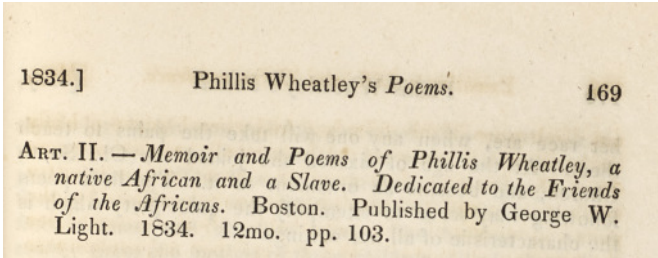 1834.] Phillis Wheatley's Poems. 169
ART. II. — Memoir and Poems of Phillis Wheatley, a
native African and a Slave. Dedicated to the Friends
of the Africans. Boston. Published by George W.
Light. 1834. 12mo. pp. 103.